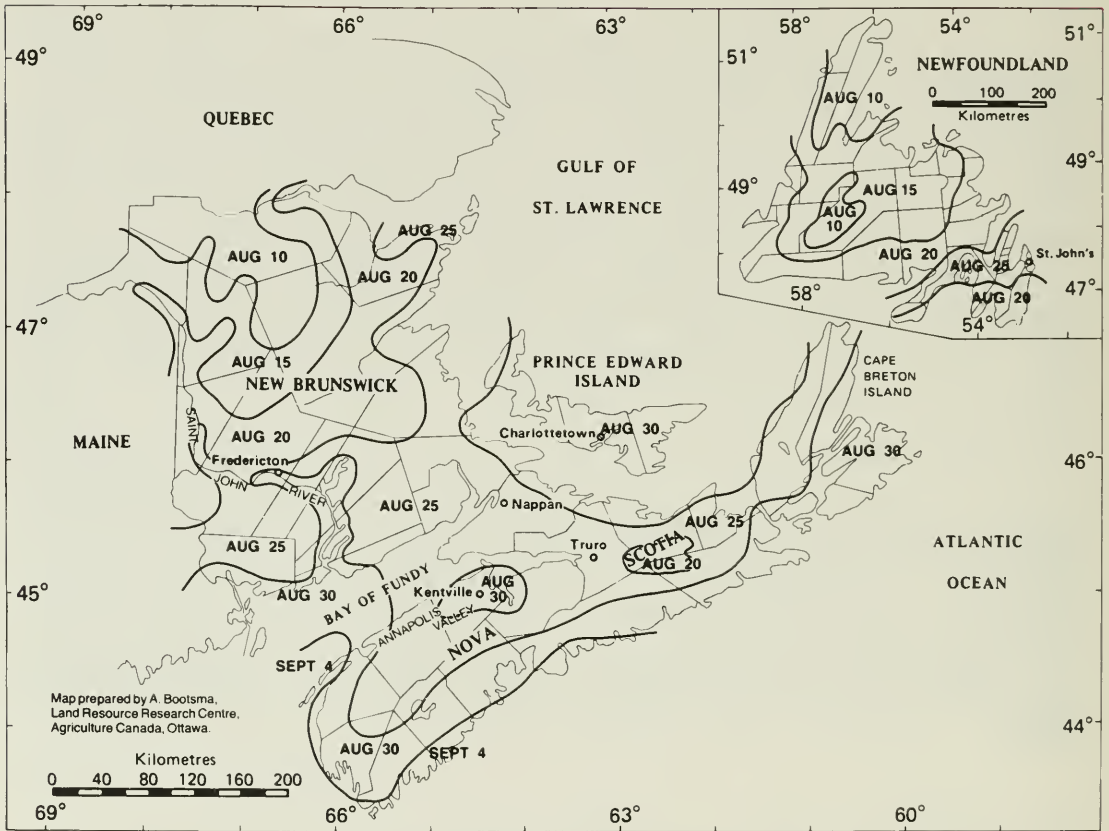 69°
66°
63°
58°
54°
51°
49°
51°
NEWFOUNDLAND
0 100 200
Kilometres
AUG 10
QUEBEC
GULF OF
ST. LAWRENCE
49°
49°
AUG 15
AUG
10
AUG 25
AUG 10
AUG 20
AUG 20
St. John's
AUG 25
47°
58°
AUG 20
54°
47°
AUG 15
NEW BRUNSWICK
PRINCE EDWARD
ISLAND
CAPE
BRETON
ISLAND
MAINE
SAINT
JOHN
RIVER
AUG 20
Fredericton
Charlottetown
AUG 30
AUG 30
46°
AUG 25
Nappan
AUG 25
AUG 25
Truro
SCOTIA
AUG 20
ATLANTIC
OCEAN
45°
AUG 30
BAY OF FUNDY
Kentville
AUG
30
ANNAPOLIS
VALLEY
NOVA
SEPT 4
Map prepared by A. Bootsma,
Land Resource Research Centre,
Agriculture Canada, Ottawa.
44°
AUG 30
SEPT 4
Kilometres
0 40 80 120 160 200
69°
66°
63°
60°